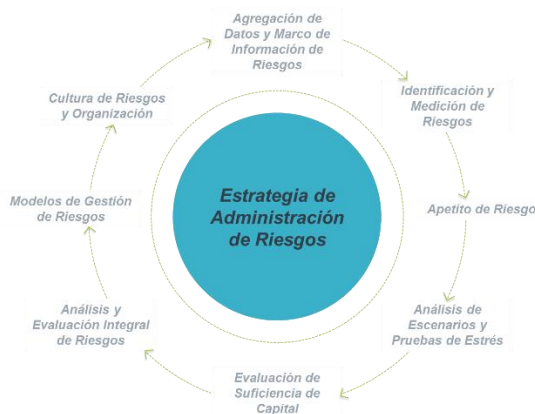 Agregación de
Datos y Marco de
Información de
Riesgos
Identificación y
Medición de
Riesgos
Apetito de Riesgo
Análisis de
Escenarios y
Pruebas de Estrés
Evaluación de
Suficiencia de
Capital
Análisis y
Evaluación Integral
de Riesgos
Modelos de Gestión
de Riesgos
Cultura de Riesgos
y Organización
Estrategia de
Administración
de Riesgos